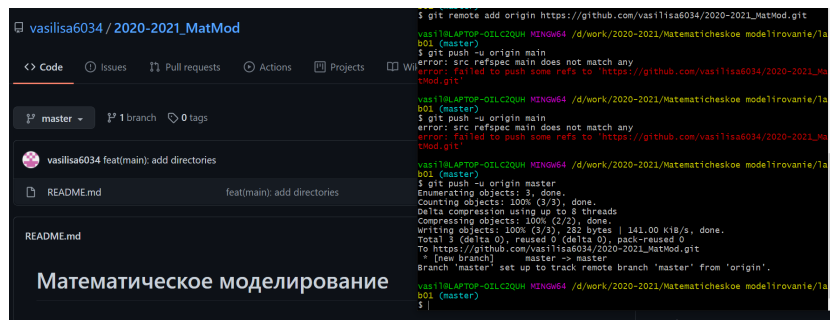 vasilisa6034 / 2020-2021_MatMod
Code Issues Pull requests Actions Projects Wi
master 1 branch 0 tags
vasilisa6034 feat(main): add directories
README.md feat(main): add directories
README.md
Математическое моделирование
b01 (master)
$ git remote add origin https://github.com/vasilisa6034/2020-2021_MatMod.git
vasil@LAPTOP-OILC2QUH MINGW64 /d/work/2020-2021/Matematicheskoe modelirovanie/la
b01 (master)
$ git push -u origin main
error: src refspec main does not match any
error: failed to push some refs to 'https://github.com/vasilisa6034/2020-2021_Ma
tMod.git'
vasil@LAPTOP-OILC2QUH MINGW64 /d/work/2020-2021/Matematicheskoe modelirovanie/la
b01 (master)
$ git push -u origin main
error: src refspec main does not match any
error: failed to push some refs to 'https://github.com/vasilisa6034/2020-2021_Ma
tMod.git'
vasil@LAPTOP-OILC2QUH MINGW64 /d/work/2020-2021/Matematicheskoe modelirovanie/la
b01 (master)
$ git push -u origin master
Enumerating objects: 3, done.
Counting objects: 100% (3/3), done.
Delta compression using up to 8 threads
Compressing objects: 100% (2/2), done.
Writing objects: 100% (3/3), 282 bytes | 141.00 KiB/s, done.
Total 3 (delta 0), reused 0 (delta 0), pack-reused 0
To https://github.com/vasilisa6034/2020-2021_MatMod.git
 * [new branch]      master -> master
Branch 'master' set up to track remote branch 'master' from 'origin'.
vasil@LAPTOP-OILC2QUH MINGW64 /d/work/2020-2021/Matematicheskoe modelirovanie/la
b01 (master)
$